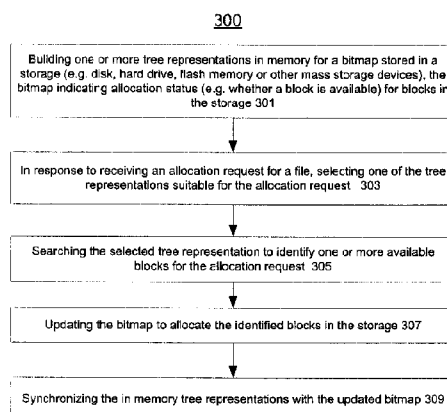 300
Building one or more tree representations in memory for a bitmap stored in a
storage (e.g. disk, hard drive, flash memory or other mass storage devices), the
bitmap indicating allocation status (e.g. whether a block is available) for blocks in
the storage 301
In response to receiving an allocation request for a file, selecting one of the tree
representations suitable for the allocation request 303
Searching the selected tree representation to identify one or more available
blocks for the allocation request 305
Updating the bitmap to allocate the identified blocks in the storage 307
Synchronizing the in memory tree representations with the updated bitmap 309